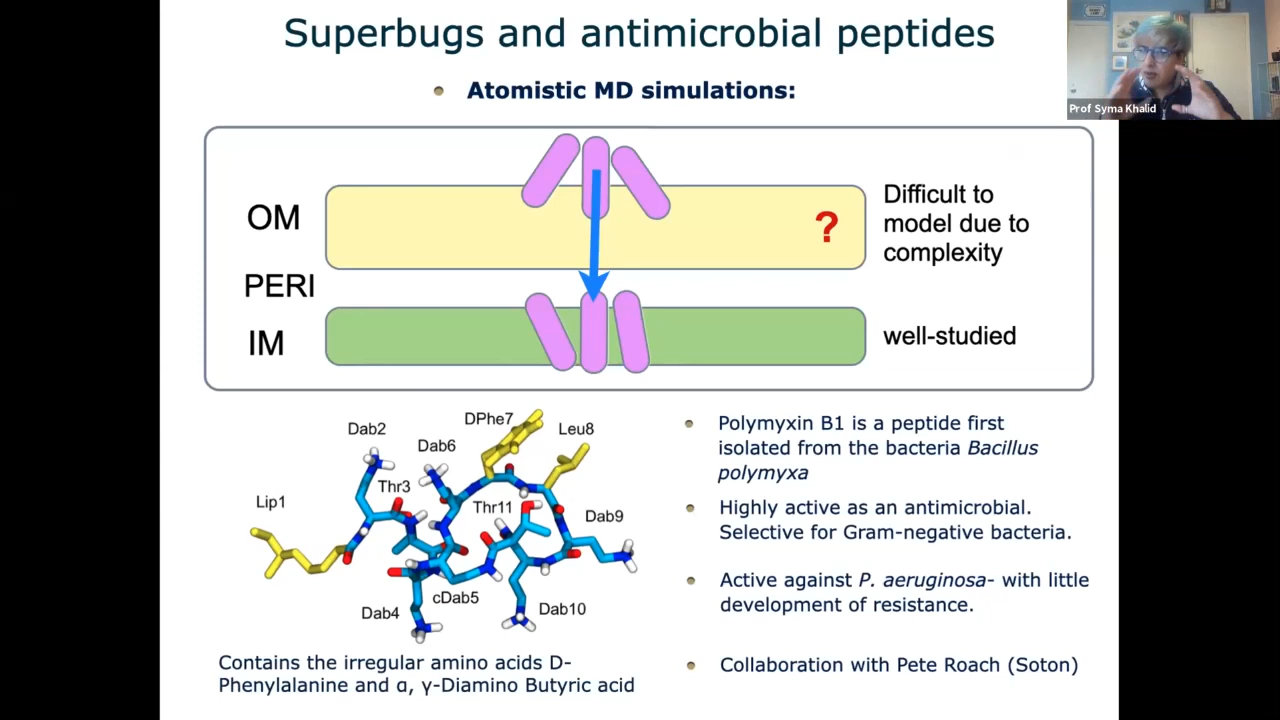 Superbugs and antimicrobial peptides
Prof Syma Khalid
Atomistic MD simulations:
OM
?
Difficult to
model due to
complexity
PERI
IM
well-studied
DPhe7
Dab2
Leu8
Dab6
Thr3
Lip1
Thr11
Dab9
cDab5
Dab4
Dab10
Contains the irregular amino acids D-
Phenylalanine and α, γ-Diamino Butyric acid
Polymyxin B1 is a peptide first
isolated from the bacteria Bacillus
polymyxa
Highly active as an antimicrobial.
Selective for Gram-negative bacteria.
Active against P. aeruginosa- with little
development of resistance.
Collaboration with Pete Roach (Soton)